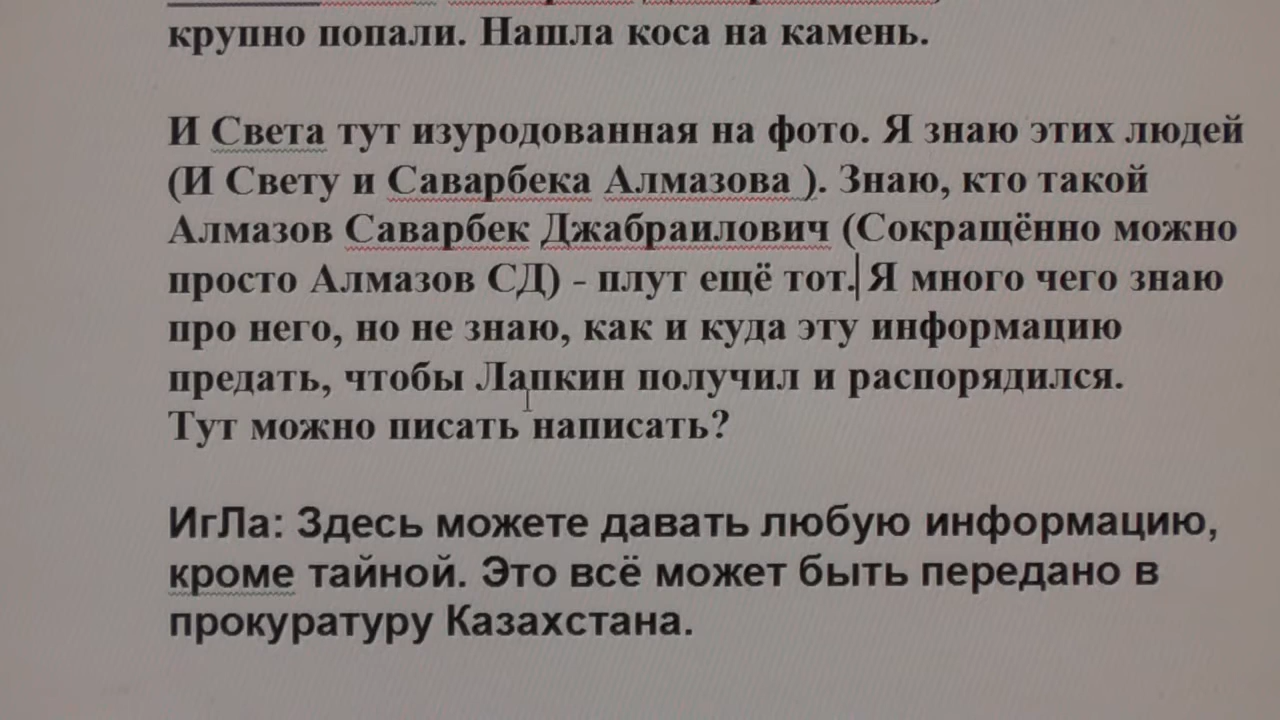 крупно попали. Нашла коса на камень.
И Света тут изуродованная на фото. Я знаю этих людей
(И Свету и Саварбека Алмазова ). Знаю, кто такой
Алмазов Саварбек Джабраилович (Сокращённо можно
просто Алмазов СД) - плут ещё тот. Я много чего знаю
про него, но не знаю, как и куда эту информацию
предать, чтобы Лапкин получил и распорядился.
Тут можно писать написать?
ИгЛа: Здесь можете давать любую информацию,
кроме тайной. Это всё может быть передано в
прокуратуру Казахстана.